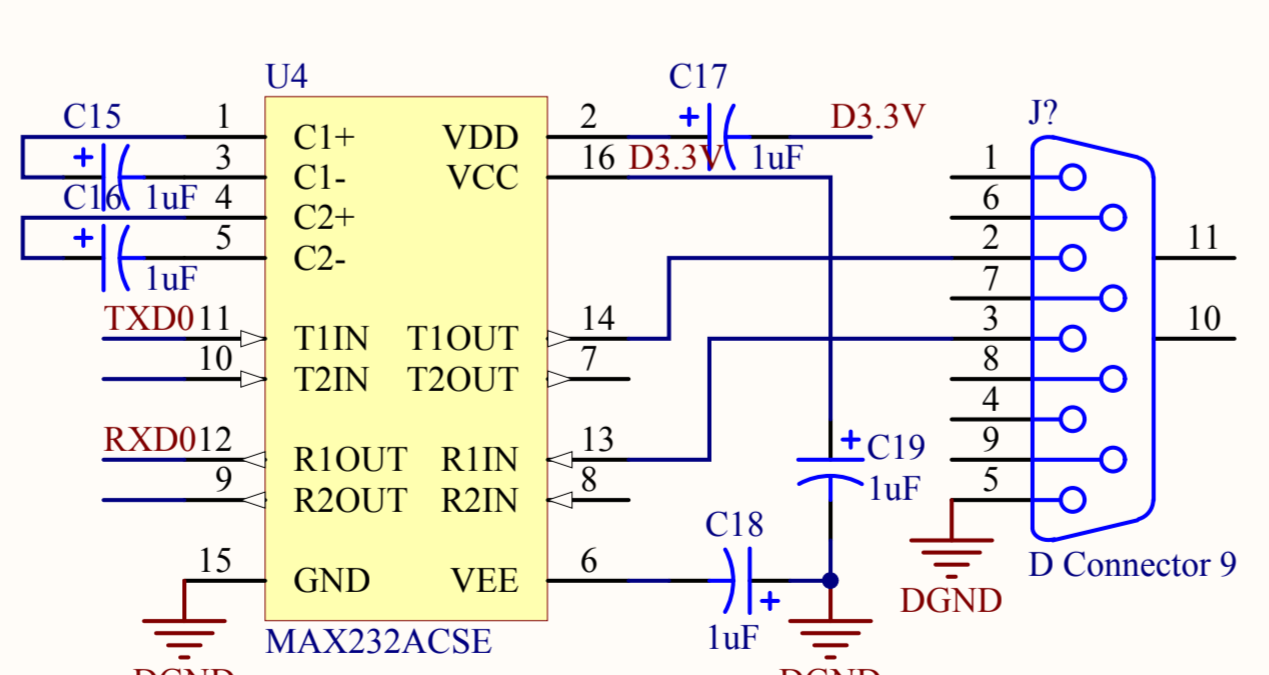 U4
C17
C15
1
C1+
VDD
2
+
D3.3V
J?
+
3
C1-
VCC
16
D3.3V
1uF
1
C16
1uF
4
C2+
6
+
5
C2-
2
11
1uF
7
TXD0
11
T1IN
T1OUT
14
3
10
10
T2IN
T2OUT
7
8
4
RXD0
12
R1OUT
R1IN
13
+
C19
9
9
R2OUT
R2IN
8
1uF
5
C18
15
GND
VEE
6
+
D Connector 9
DGND
MAX232ACSE
1uF
DGND
DGND